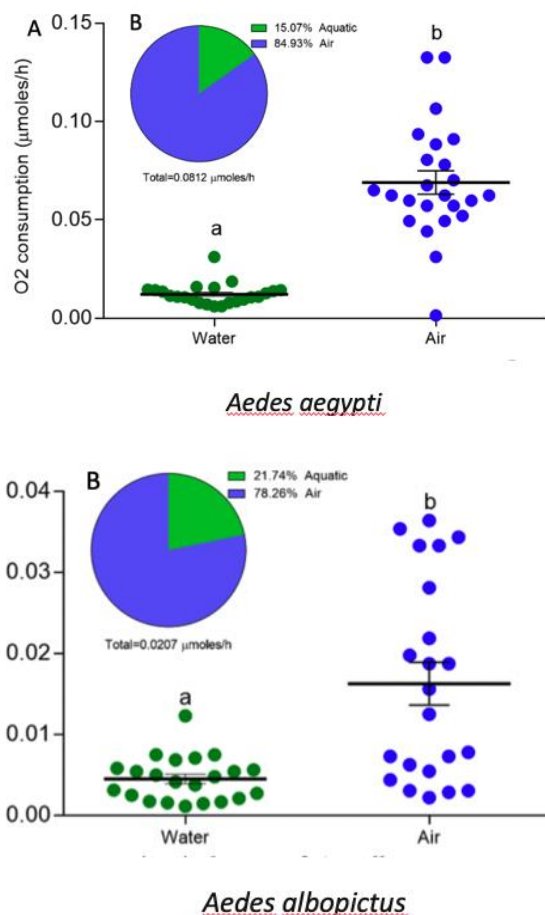 A
B
15.07% Aquatic
84.93% Air
Total=0.0812 µmoles/h
O2 consumption (µmoles/h)
0.15
0.10
0.05
0.00
a
b
Water
Air
Aedes aegypti
B
21.74% Aquatic
78.26% Air
Total=0.0207 µmoles/h
0.04
0.03
0.02
0.01
0.00
a
b
Water
Air
Aedes albopictus